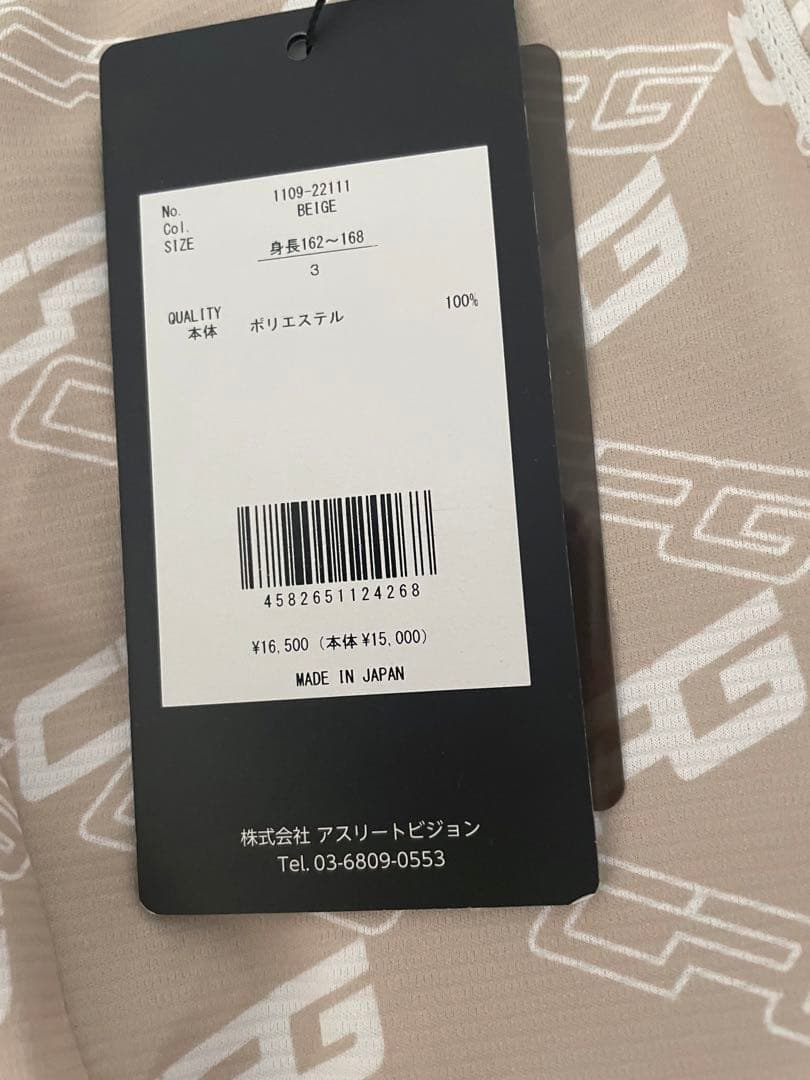 No. 1109-22111
Col. BEIGE
SIZE 身長162~168
3
QUALITY
本体 ポリエステル 100%
4582651124268
¥16,500 (本体¥15,000)
MADE IN JAPAN
株式会社 アスリートビジョン
Tel. 03-6809-0553